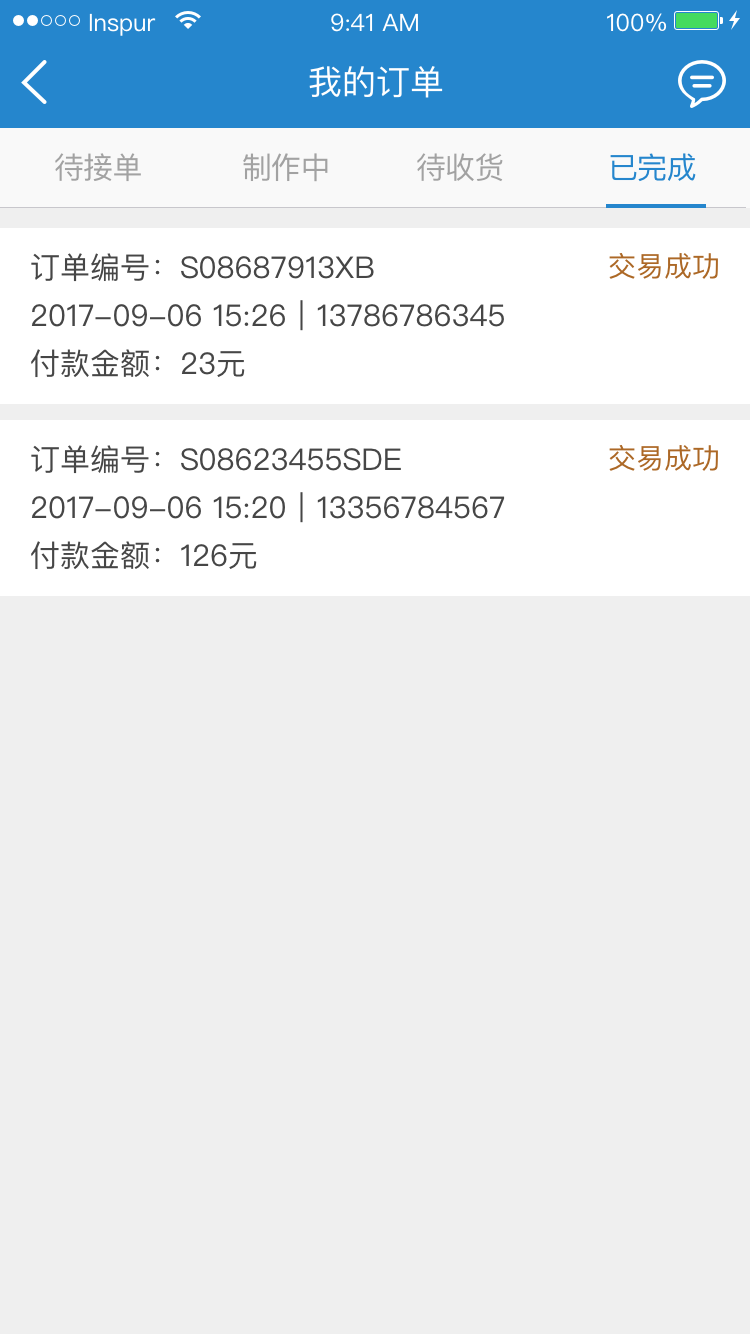 Inspur 9:41 AM 100%
我的订单
待接单 制作中 待收货 已完成
订单编号：S08687913XB 交易成功
2017-09-06 15:26 | 13786786345
付款金额：23元
订单编号：S08623455SDE 交易成功
2017-09-06 15:20 | 13356784567
付款金额：126元